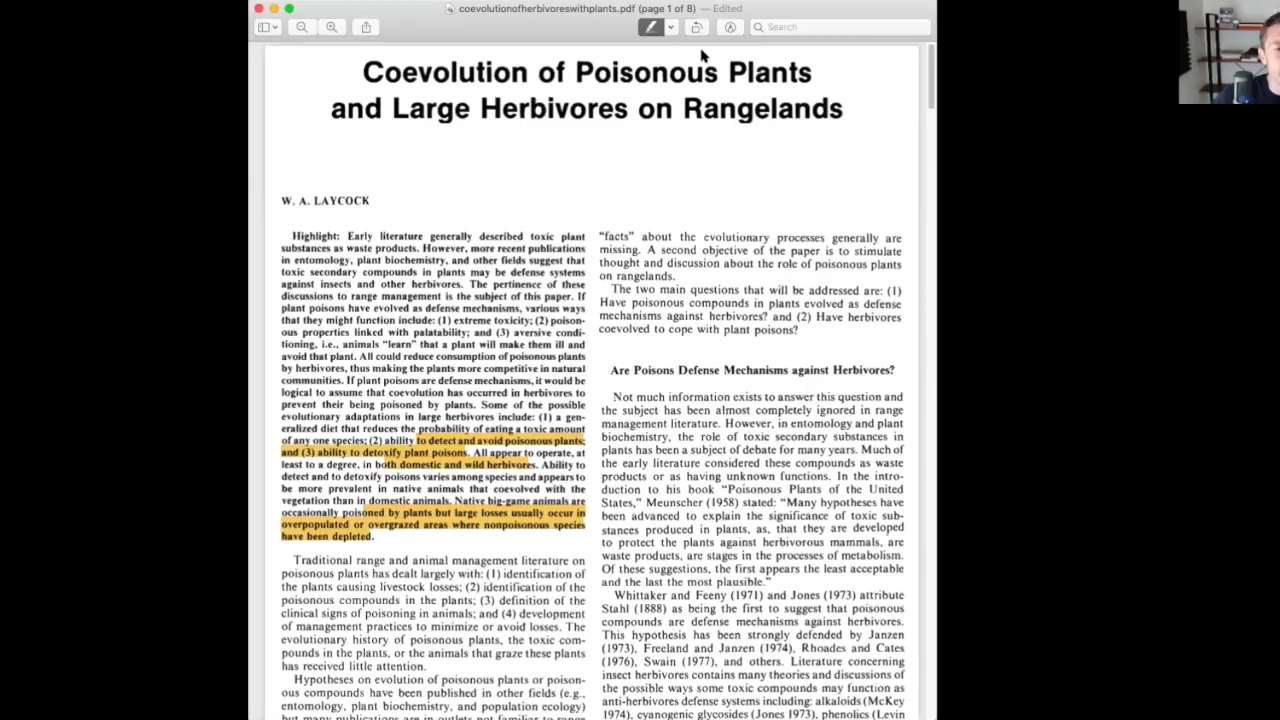 coevolutionofherbivoreswithplants.pdf (page 1 of 8) — Edited
Search
Coevolution of Poisonous Plants
and Large Herbivores on Rangelands
W. A. LAYCOCK
Highlight: Early literature generally described toxic plant
substances as waste products. However, more recent publications
in entomology, plant biochemistry, and other fields suggest that
toxic secondary compounds in plants may be defense systems
against insects and other herbivores. The pertinence of these
discussions to range management is the subject of this paper. If
plant poisons have evolved as defense mechanisms, various ways
that they might function include: (1) extreme toxicity; (2) poison-
ous properties linked with palatability; and (3) aversive condi-
tioning, i.e., animals "learn" that a plant will make them ill and
avoid that plant. All could reduce consumption of poisonous plants
by herbivores, thus making the plants more competitive in natural
communities. If plant poisons are defense mechanisms, it would be
logical to assume that coevolution has occurred in herbivores to
prevent their being poisoned by plants. Some of the possible
evolutionary adaptations in large herbivores include: (1) a gen-
eralized diet that reduces the probability of eating a toxic amount
of any one species; (2) ability to detect and avoid poisonous plants;
and (3) ability to detoxify plant poisons. All appear to operate, at
least to a degree, in both domestic and wild herbivores. Ability to
detect and to detoxify poisons varies among species and appears to
be more prevalent in native animals that coevolved with the
vegetation than in domestic animals. Native big-game animals are
occasionally poisoned by plants but large losses usually occur in
overpopulated or overgrazed areas where nonpoisonous species
have been depleted.
Traditional range and animal management literature on
poisonous plants has dealt largely with: (1) identification of
the plants causing livestock losses; (2) identification of the
poisonous compounds in the plants; (3) definition of the
clinical signs of poisoning in animals; and (4) development
of management practices to minimize or avoid losses. The
evolutionary history of poisonous plants, the toxic com-
pounds in the plants, or the animals that graze these plants
has received little attention.
Hypotheses on evolution of poisonous plants or poison-
ous compounds have been published in other fields (e.g.,
entomology, plant biochemistry, and population ecology)
but many publications are in outlets not familiar to range
"facts" about the evolutionary processes generally are
missing. A second objective of the paper is to stimulate
thought and discussion about the role of poisonous plants
on rangelands.
The two main questions that will be addressed are: (1)
Have poisonous compounds in plants evolved as defense
mechanisms against herbivores? and (2) Have herbivores
coevolved to cope with plant poisons?
Are Poisons Defense Mechanisms against Herbivores?
Not much information exists to answer this question and
the subject has been almost completely ignored in range
management literature. However, in entomology and plant
biochemistry, the role of toxic secondary substances in
plants has been a subject of debate for many years. Much of
the early literature considered these compounds as waste
products or as having unknown functions. In the intro-
duction to his book "Poisonous Plants of the United
States," Meunscher (1958) stated: "Many hypotheses have
been advanced to explain the significance of toxic sub-
stances produced in plants, as, that they are developed
to protect the plants against herbivorous mammals, are
waste products, are stages in the processes of metabolism.
Of these suggestions, the first appears the least acceptable
and the last the most plausible."
Whittaker and Feeny (1971) and Jones (1973) attribute
Stahl (1888) as being the first to suggest that poisonous
compounds are defense mechanisms against herbivores.
This hypothesis has been strongly defended by Janzen
(1973), Freeland and Janzen (1974), Rhoades and Cates
(1976), Swain (1977), and others. Literature concerning
insect herbivores contains many theories and discussions of
the possible ways some toxic compounds may function as
anti-herbivores defense systems including: alkaloids (McKey
1974), cyanogenic glycosides (Jones 1973), phenolics (Levin